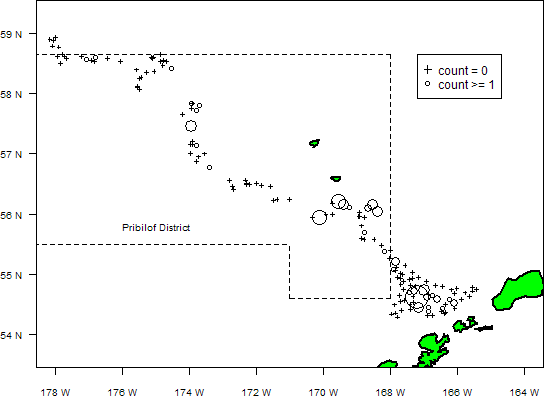 59 N
count = 0
count >= 1
58 N
57 N
56 N
Pribilof District
55 N
54 N
178 W 176 W 174 W 172 W 170 W 168 W 166 W 164 W